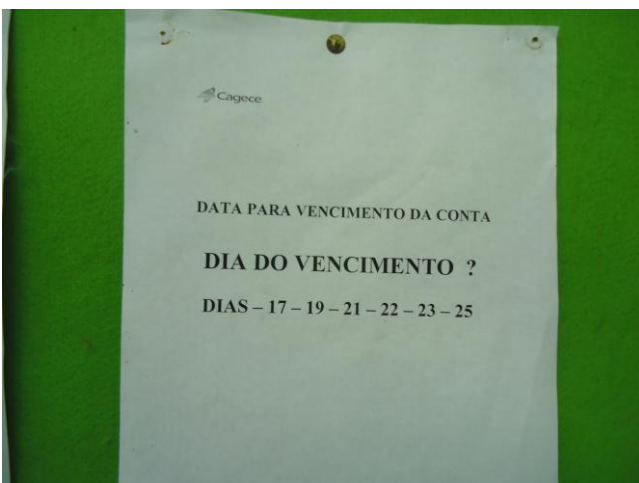 Cagece
DATA PARA VENCIMENTO DA CONTA
DIA DO VENCIMENTO ?
DIAS – 17 – 19 – 21 – 22 – 23 – 25